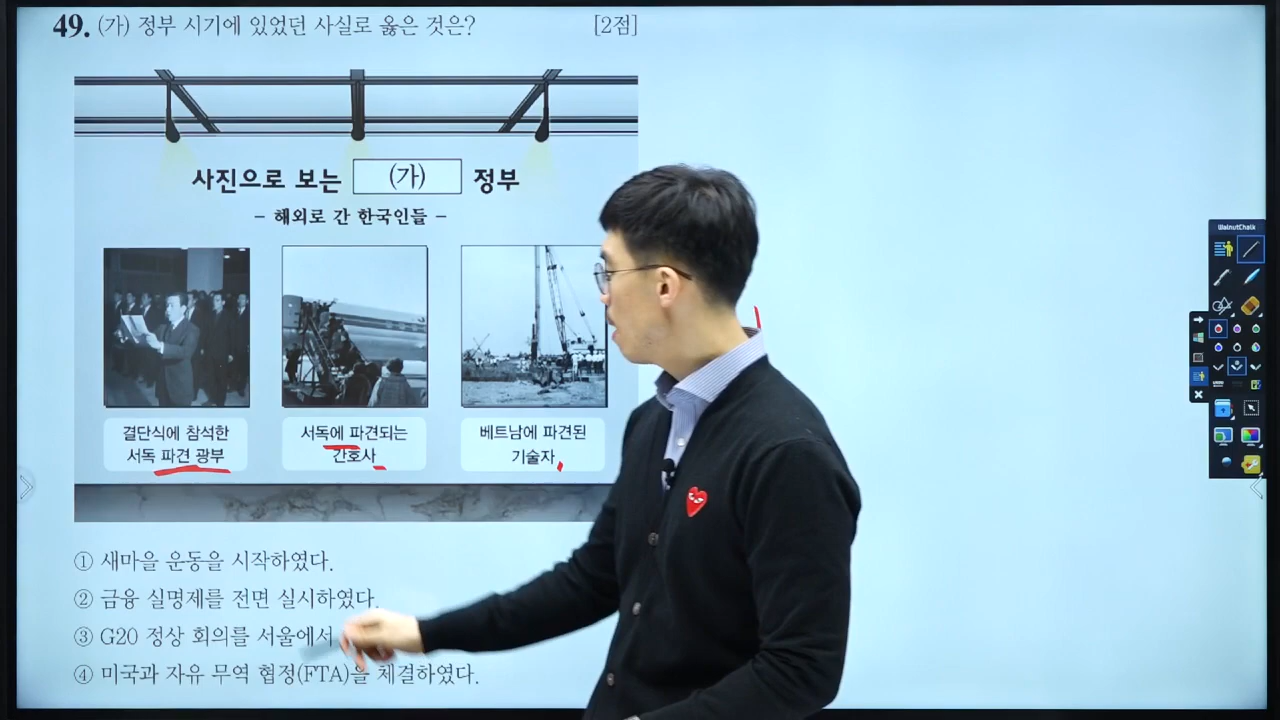 49. (가) 정부 시기에 있었던 사실로 옳은 것은? [2점]
사진으로 보는 (가) 정부
- 해외로 간 한국인들 -
결단식에 참석한
서독 파견 광부
서독에 파견되는
간호사
베트남에 파견된
기술자
① 새마을 운동을 시작하였다.
② 금융 실명제를 전면 실시하였다.
③ G20 정상 회의를 서울에서
④ 미국과 자유 무역 협정(FTA)을 체결하였다.
WalnutChalk